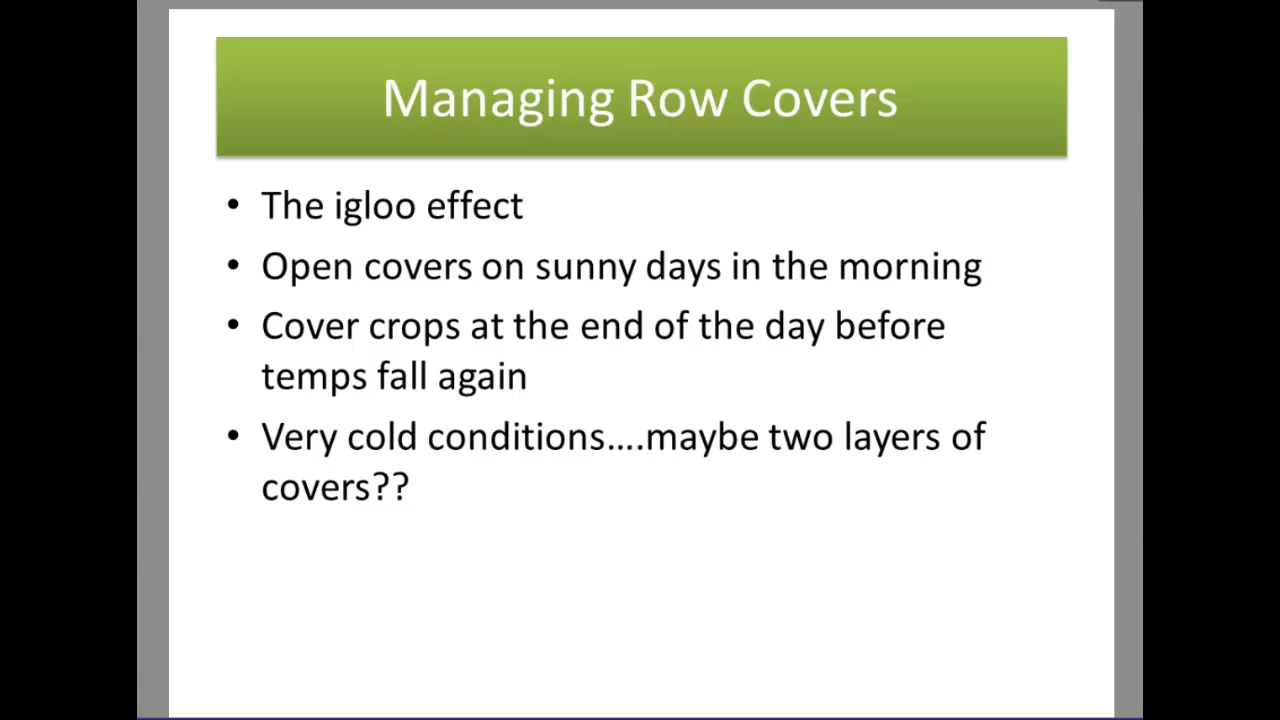 Managing Row Covers
• The igloo effect
• Open covers on sunny days in the morning
• Cover crops at the end of the day before
temps fall again
• Very cold conditions....maybe two layers of
covers??